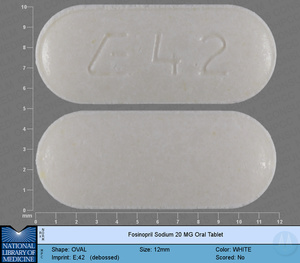 E 42
10
9
8
7
6
5
4
3
2
1
0
mm
0 1 2 3 4 5 6 7 8 9 10 11 12
Fosinopril Sodium 20 MG Oral Tablet
NATIONAL
LIBRARY OF
MEDICINE
Shape: OVAL Size: 12mm Color: WHITE
Imprint: E;42 (debossed) Scored: No